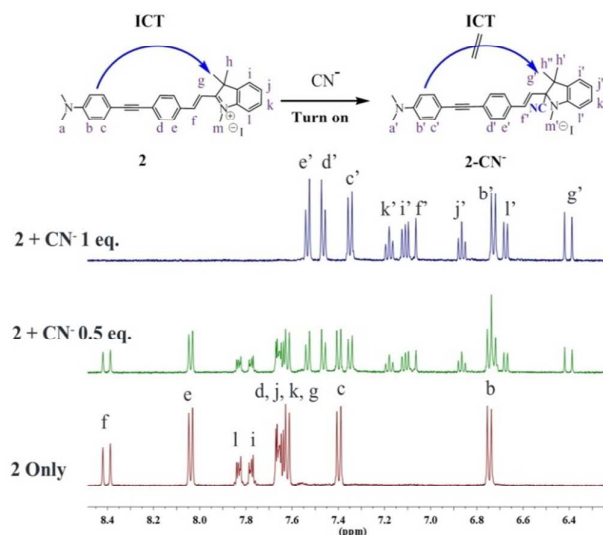 ICT
ICT
g h i j k l m
N+ I⊖
a b c d e f
CN⁻
Turn on
g' h'' h' i' j' k' l' m'
N NC I⊖
a' b' c' d' e' f'
2
2-CN⁻
e' d' c' k' i' f' j' b' l' g'
2 + CN⁻ 1 eq.
2 + CN⁻ 0.5 eq.
f e l i d, j, k, g c b
2 Only
8.4 8.2 8.0 7.8 7.6 7.4 7.2 7.0 6.8 6.6 6.4
(ppm)